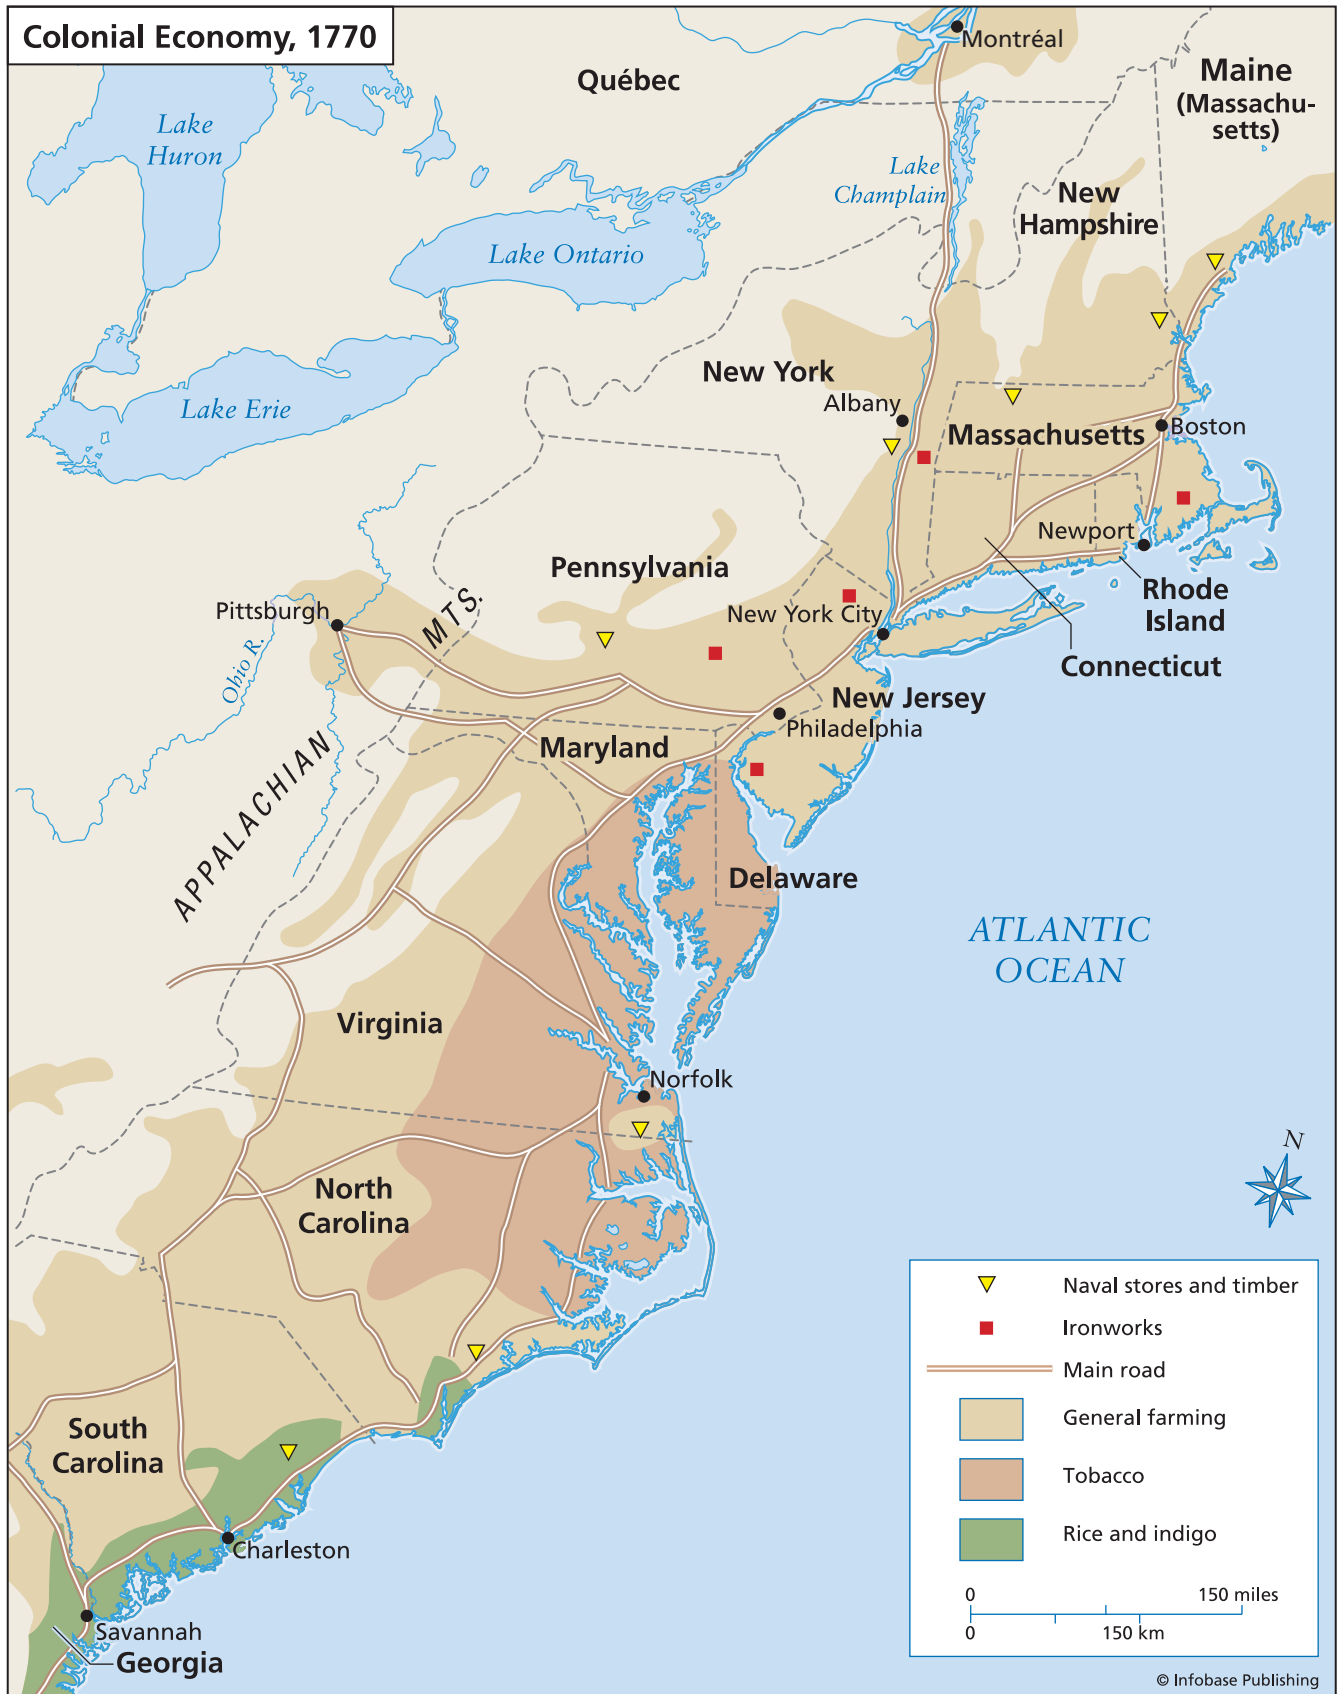 Colonial Economy, 1770
Montréal
Québec
Maine
(Massachu-
setts)
Lake
Huron
Lake
Champlain
New
Hampshire
Lake Ontario
New York
Lake Erie
Albany
Massachusetts
Boston
Newport
Pennsylvania
Rhode
Island
Pittsburgh
MTS.
New York City
Ohio R.
Connecticut
New Jersey
Philadelphia
Maryland
APPALACHIAN
Delaware
ATLANTIC
OCEAN
Virginia
Norfolk
N
North
Carolina
Naval stores and timber
Ironworks
Main road
General farming
Tobacco
Rice and indigo
0 150 miles
0 150 km
South
Carolina
Charleston
Savannah
Georgia
© Infobase Publishing